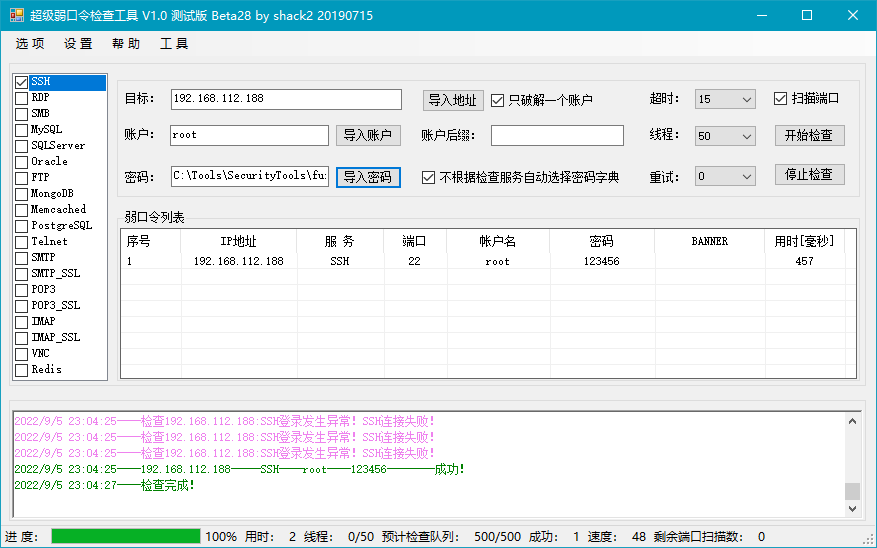 超级弱口令检查工具 V1.0 测试版 Beta28 by shack2 20190715
选 项 设 置 帮 助 工 具
SSH
RDP
SMB
MySQL
SQLServer
Oracle
FTP
MongoDB
Memcached
PostgreSQL
Telnet
SMTP
SMTP_SSL
POP3
POP3_SSL
IMAP
IMAP_SSL
VNC
Redis
目标: 192.168.112.188 导入地址 只破解一个账户 超时: 15 扫描端口
账户: root 导入账户 账户后缀: 线程: 50 开始检查
密码: C:\Tools\SecurityTools\fu: 导入密码 不根据检查服务自动选择密码字典 重试: 0 停止检查
弱口令列表
序号 IP地址 服 务 端口 帐户名 密码 BANNER 用时[毫秒]
1 192.168.112.188 SSH 22 root 123456 457
2022/9/5 23:04:25----检查192.168.112.188:SSH登录发生异常！SSH连接失败！
2022/9/5 23:04:25----检查192.168.112.188:SSH登录发生异常！SSH连接失败！
2022/9/5 23:04:25----检查192.168.112.188:SSH登录发生异常！SSH连接失败！
2022/9/5 23:04:25----192.168.112.188-----SSH----root----123456--------成功！
2022/9/5 23:04:27----检查完成！
进 度： 100% 用时： 2 线程： 0/50 预计检查队列： 500/500 成功： 1 速度： 48 剩余端口扫描数： 0